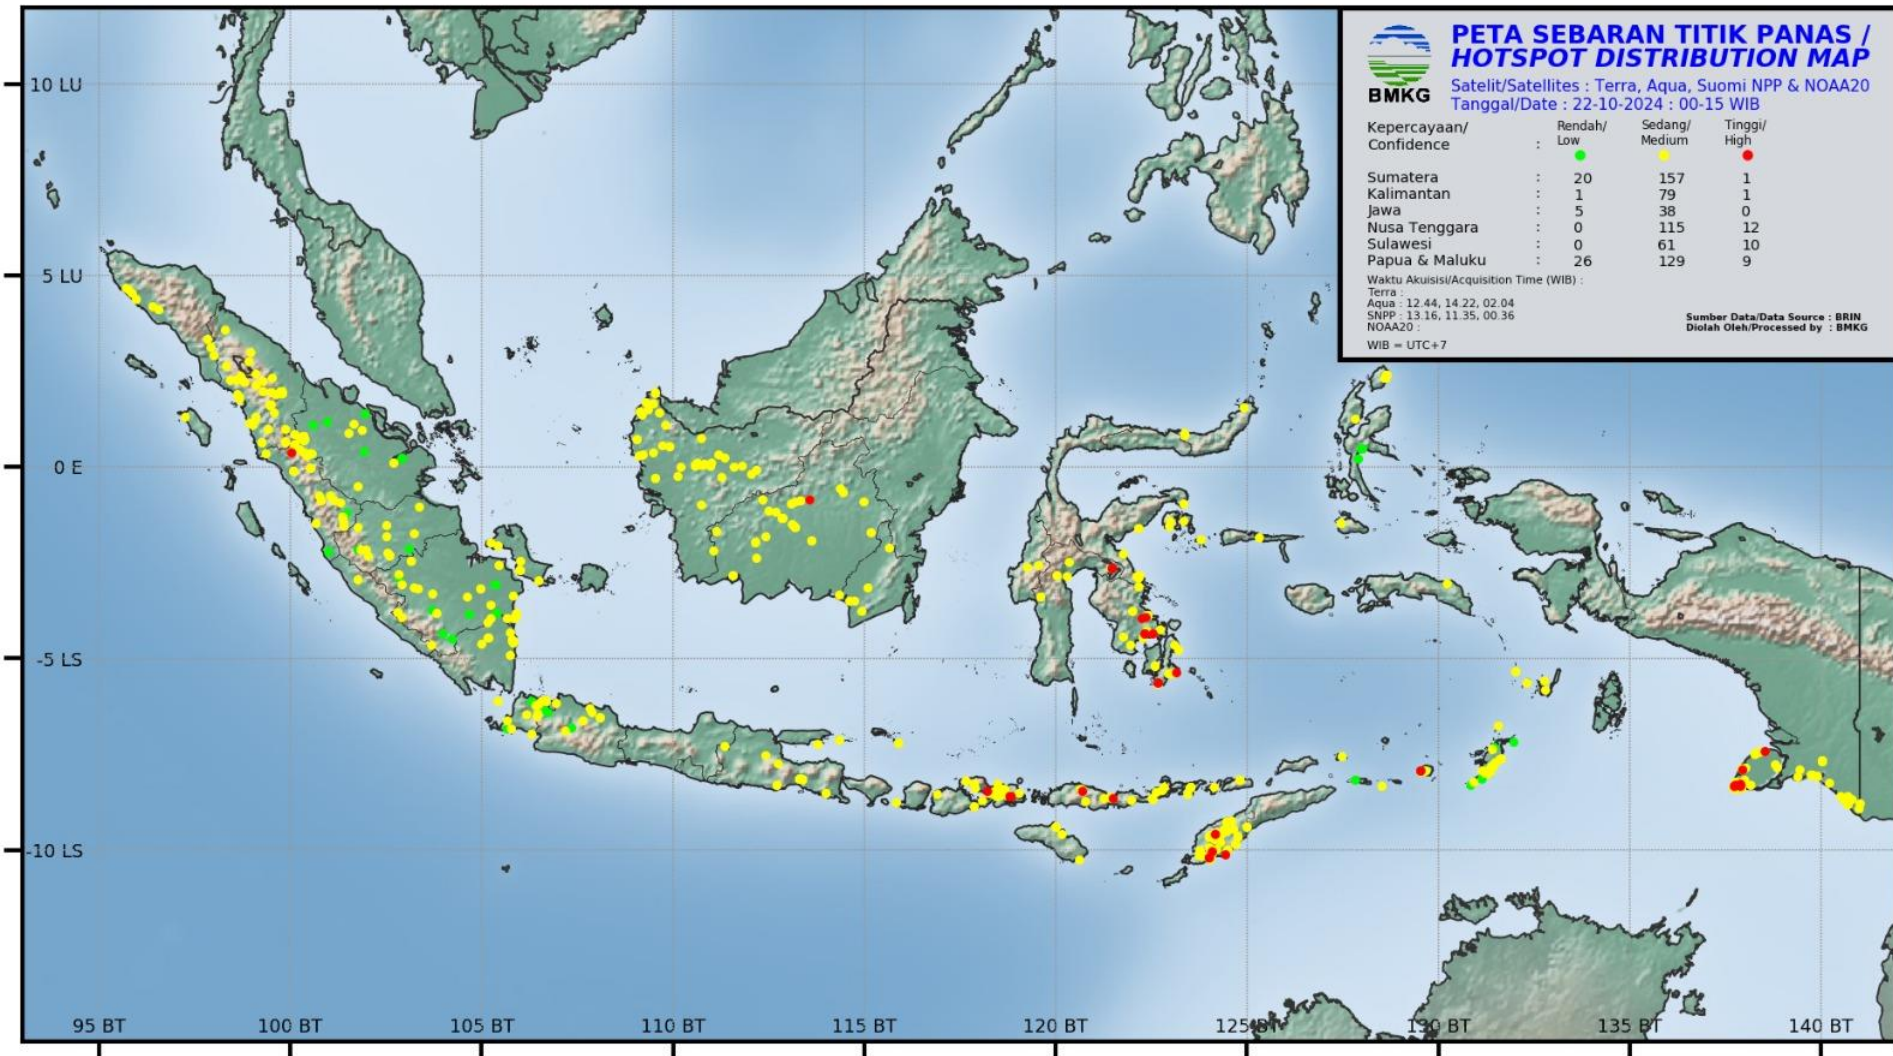 PETA SEBARAN TITIK PANAS /
HOTSPOT DISTRIBUTION MAP
BMKG
Satelit/Satellites : Terra, Aqua, Suomi NPP & NOAA20
Tanggal/Date : 22-10-2024 : 00-15 WIB
Kepercayaan/ Rendah/ Sedang/ Tinggi/
Confidence : Low Medium High
Sumatera : 20 157 1
Kalimantan : 1 79 1
Jawa : 5 38 0
Nusa Tenggara : 0 115 12
Sulawesi : 0 61 10
Papua & Maluku : 26 129 9
Waktu Akuisisi/Acquisition Time (WIB) :
Terra :
Aqua : 12.44, 14.22, 02.04
SNPP : 13.16, 11.35, 00.36
NOAA20 :
WIB = UTC+7
Sumber Data/Data Source : BRIN
Diolah Oleh/Processed by : BMKG
10 LU
5 LU
0 E
-5 LS
-10 LS
95 BT 100 BT 105 BT 110 BT 115 BT 120 BT 125 BT 130 BT 135 BT 140 BT